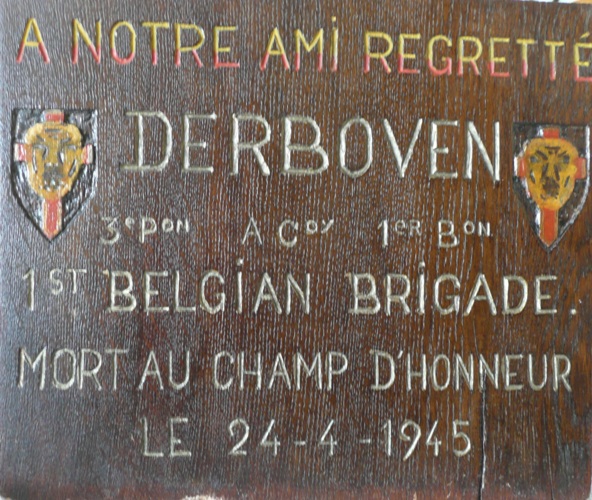 A NOTRE AMi REGRETTÉ
DERBOVEN
3e Pon A Coy 1eR Bon
1ST BELGiAN BRiGADE.
MORT AU CHAMP D'HONNEUR
LE 24-4-1945